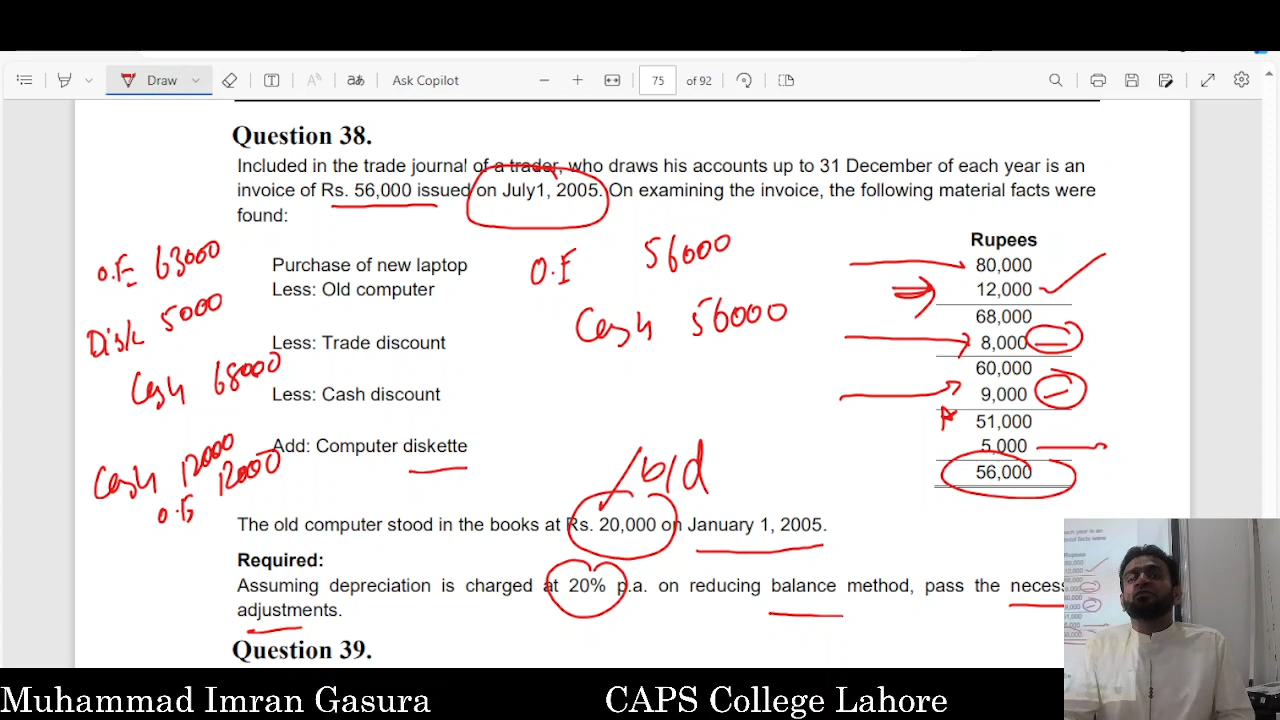 Draw
Ask Copilot
75 of 92
Question 38.
Included in the trade journal of a trader, who draws his accounts up to 31 December of each year is an
invoice of Rs. 56,000 issued on July1, 2005. On examining the invoice, the following material facts were
found:
Rupees
Purchase of new laptop 80,000
Less: Old computer 12,000
68,000
Less: Trade discount 8,000
60,000
Less: Cash discount 9,000
51,000
Add: Computer diskette 5,000
56,000
O.E 63000
Disk 5000
Cash 68000
Cash 12000
O.E 12000
O.E 56000
Cash 56000
b/d
The old computer stood in the books at Rs. 20,000 on January 1, 2005.
Required:
Assuming depreciation is charged at 20% p.a. on reducing balance method, pass the
adjustments.
Question 39.
Muhammad Imran Gasura CAPS College Lahore